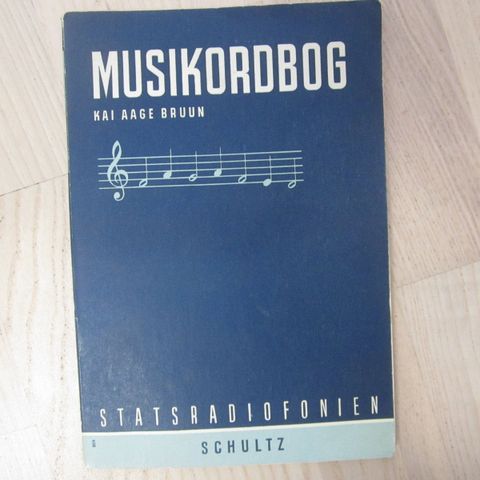 MUSIKORDBOG
KAI AAGE BRUUN
STATSRADIOFONIEN
SCHULTZ